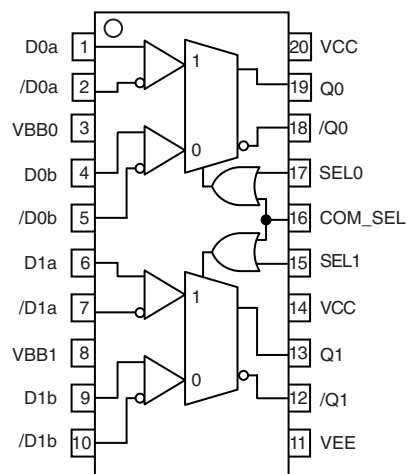 D0a 1 1 20 VCC
/D0a 2 19 Q0
VBB0 3 18 /Q0
D0b 4 0 17 SEL0
/D0b 5 16 COM_SEL
D1a 6 15 SEL1
/D1a 7 1 14 VCC
VBB1 8 13 Q1
D1b 9 0 12 /Q1
/D1b 10 11 VEE